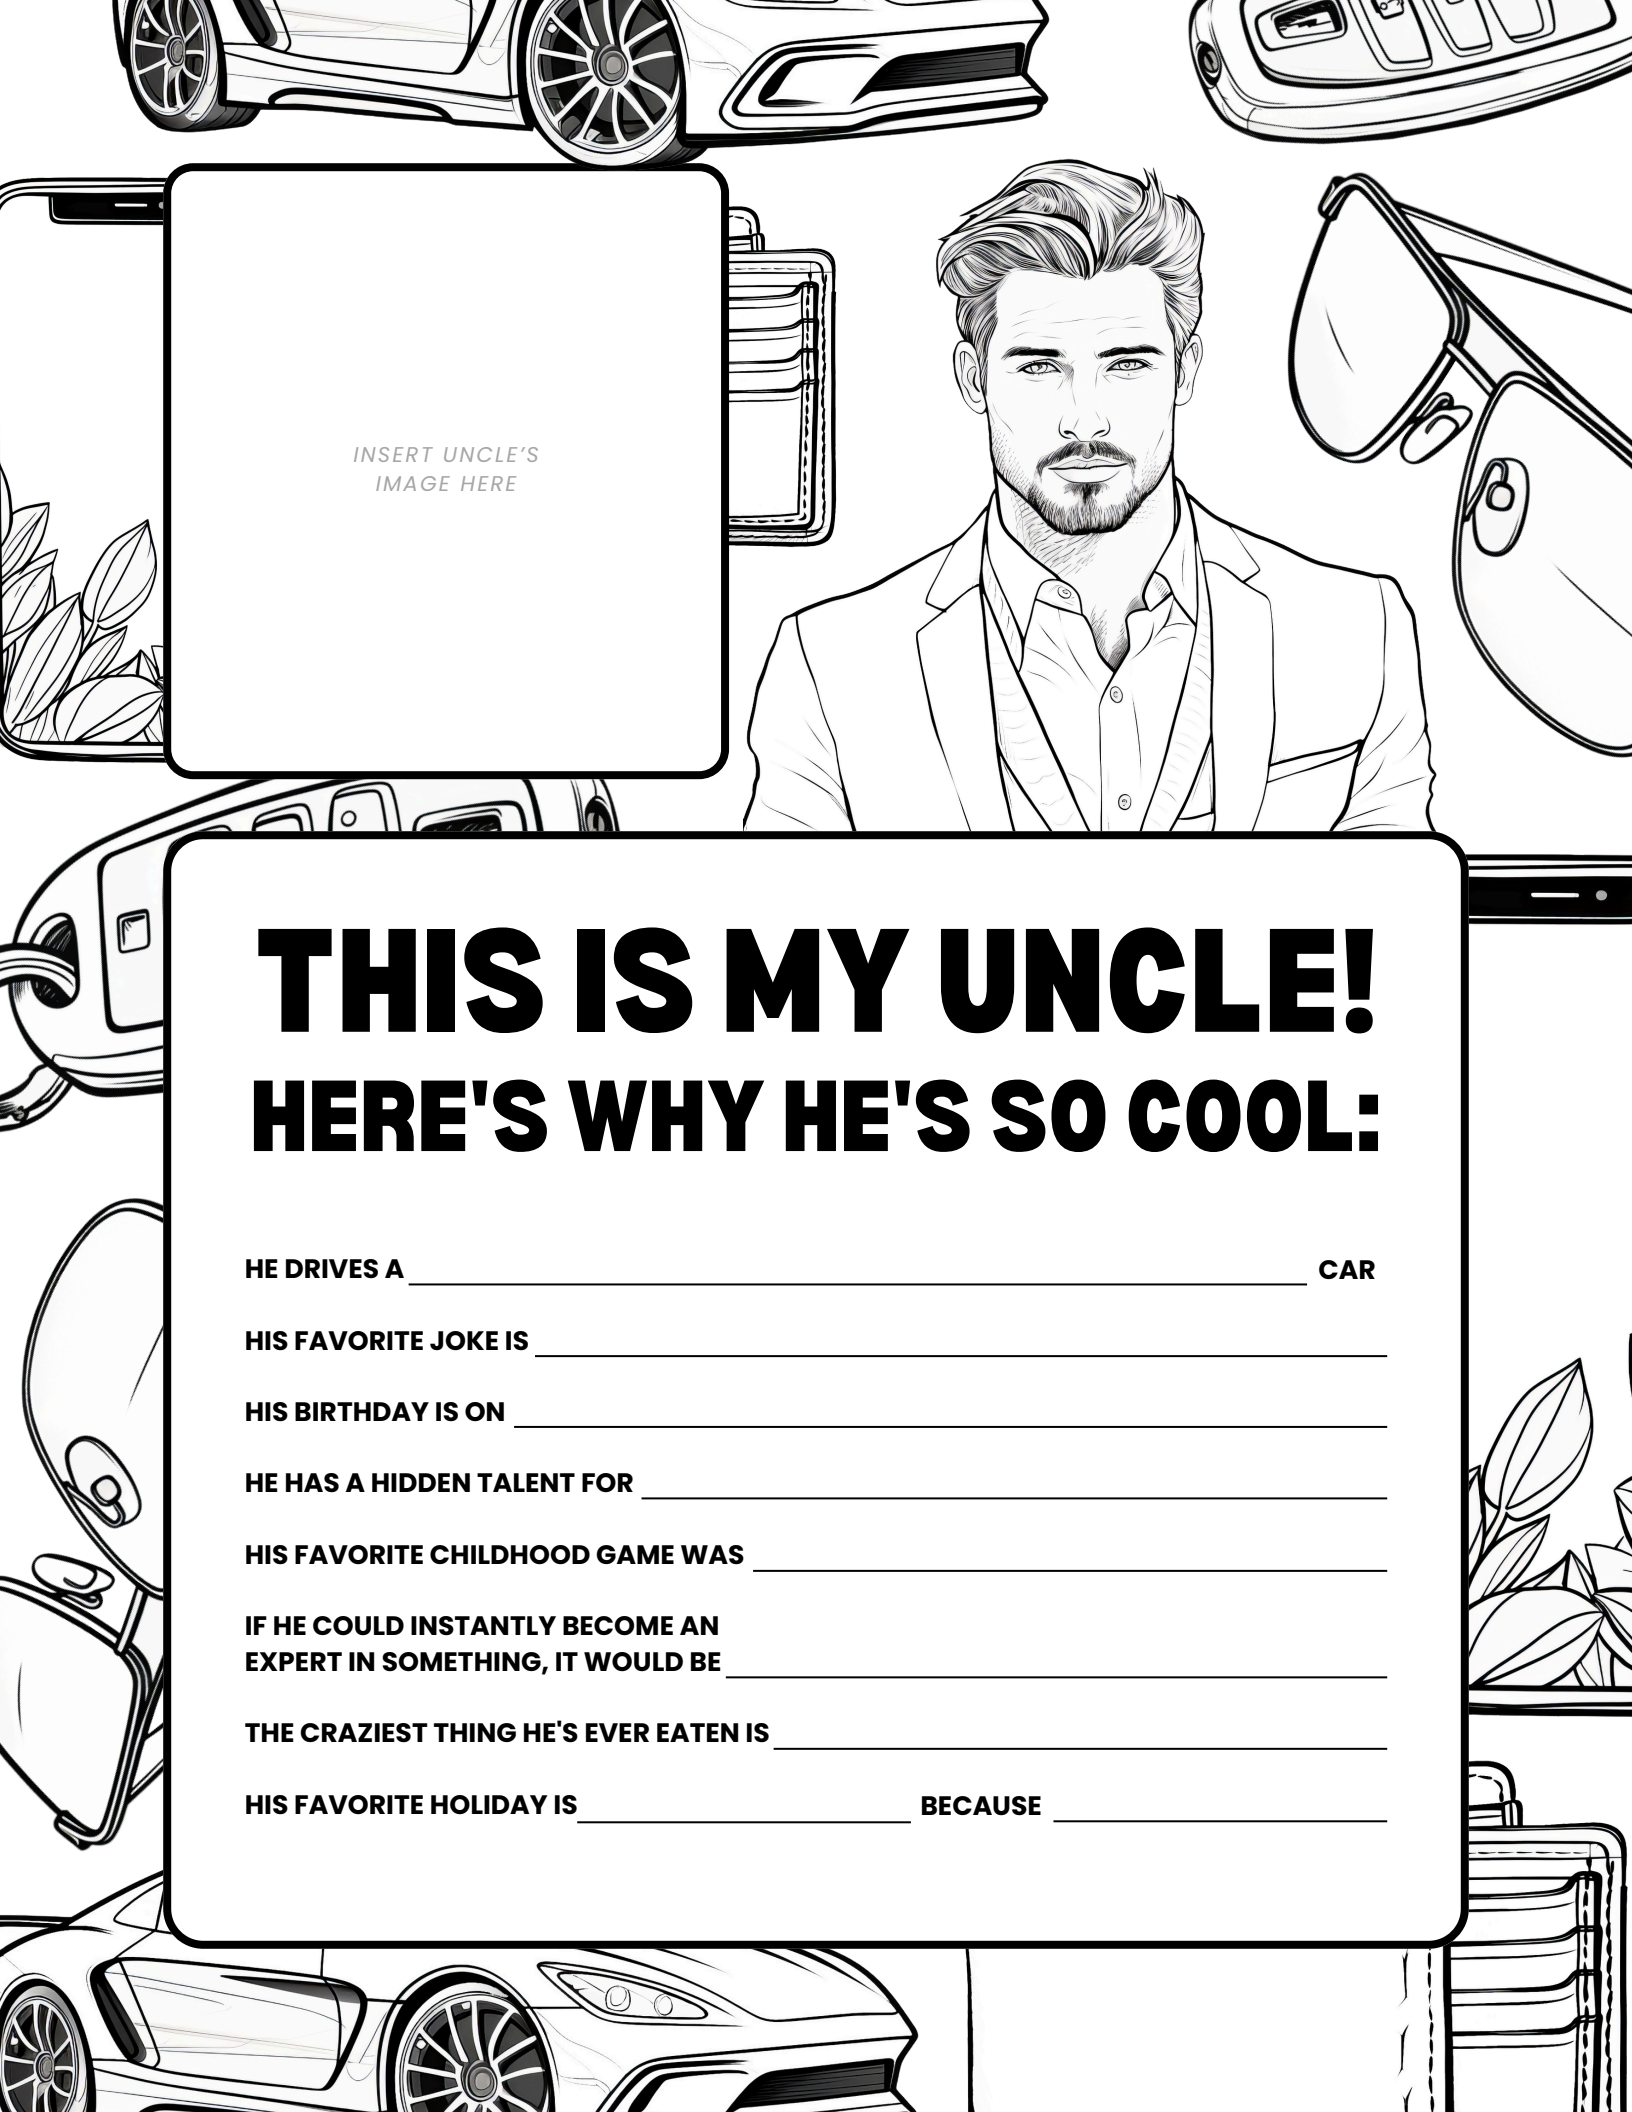 INSERT UNCLE'S
IMAGE HERE
THIS IS MY UNCLE!
HERE'S WHY HE'S SO COOL:
HE DRIVES A CAR
HIS FAVORITE JOKE IS
HIS BIRTHDAY IS ON
HE HAS A HIDDEN TALENT FOR
HIS FAVORITE CHILDHOOD GAME WAS
IF HE COULD INSTANTLY BECOME AN
EXPERT IN SOMETHING, IT WOULD BE
THE CRAZIEST THING HE'S EVER EATEN IS
HIS FAVORITE HOLIDAY IS BECAUSE